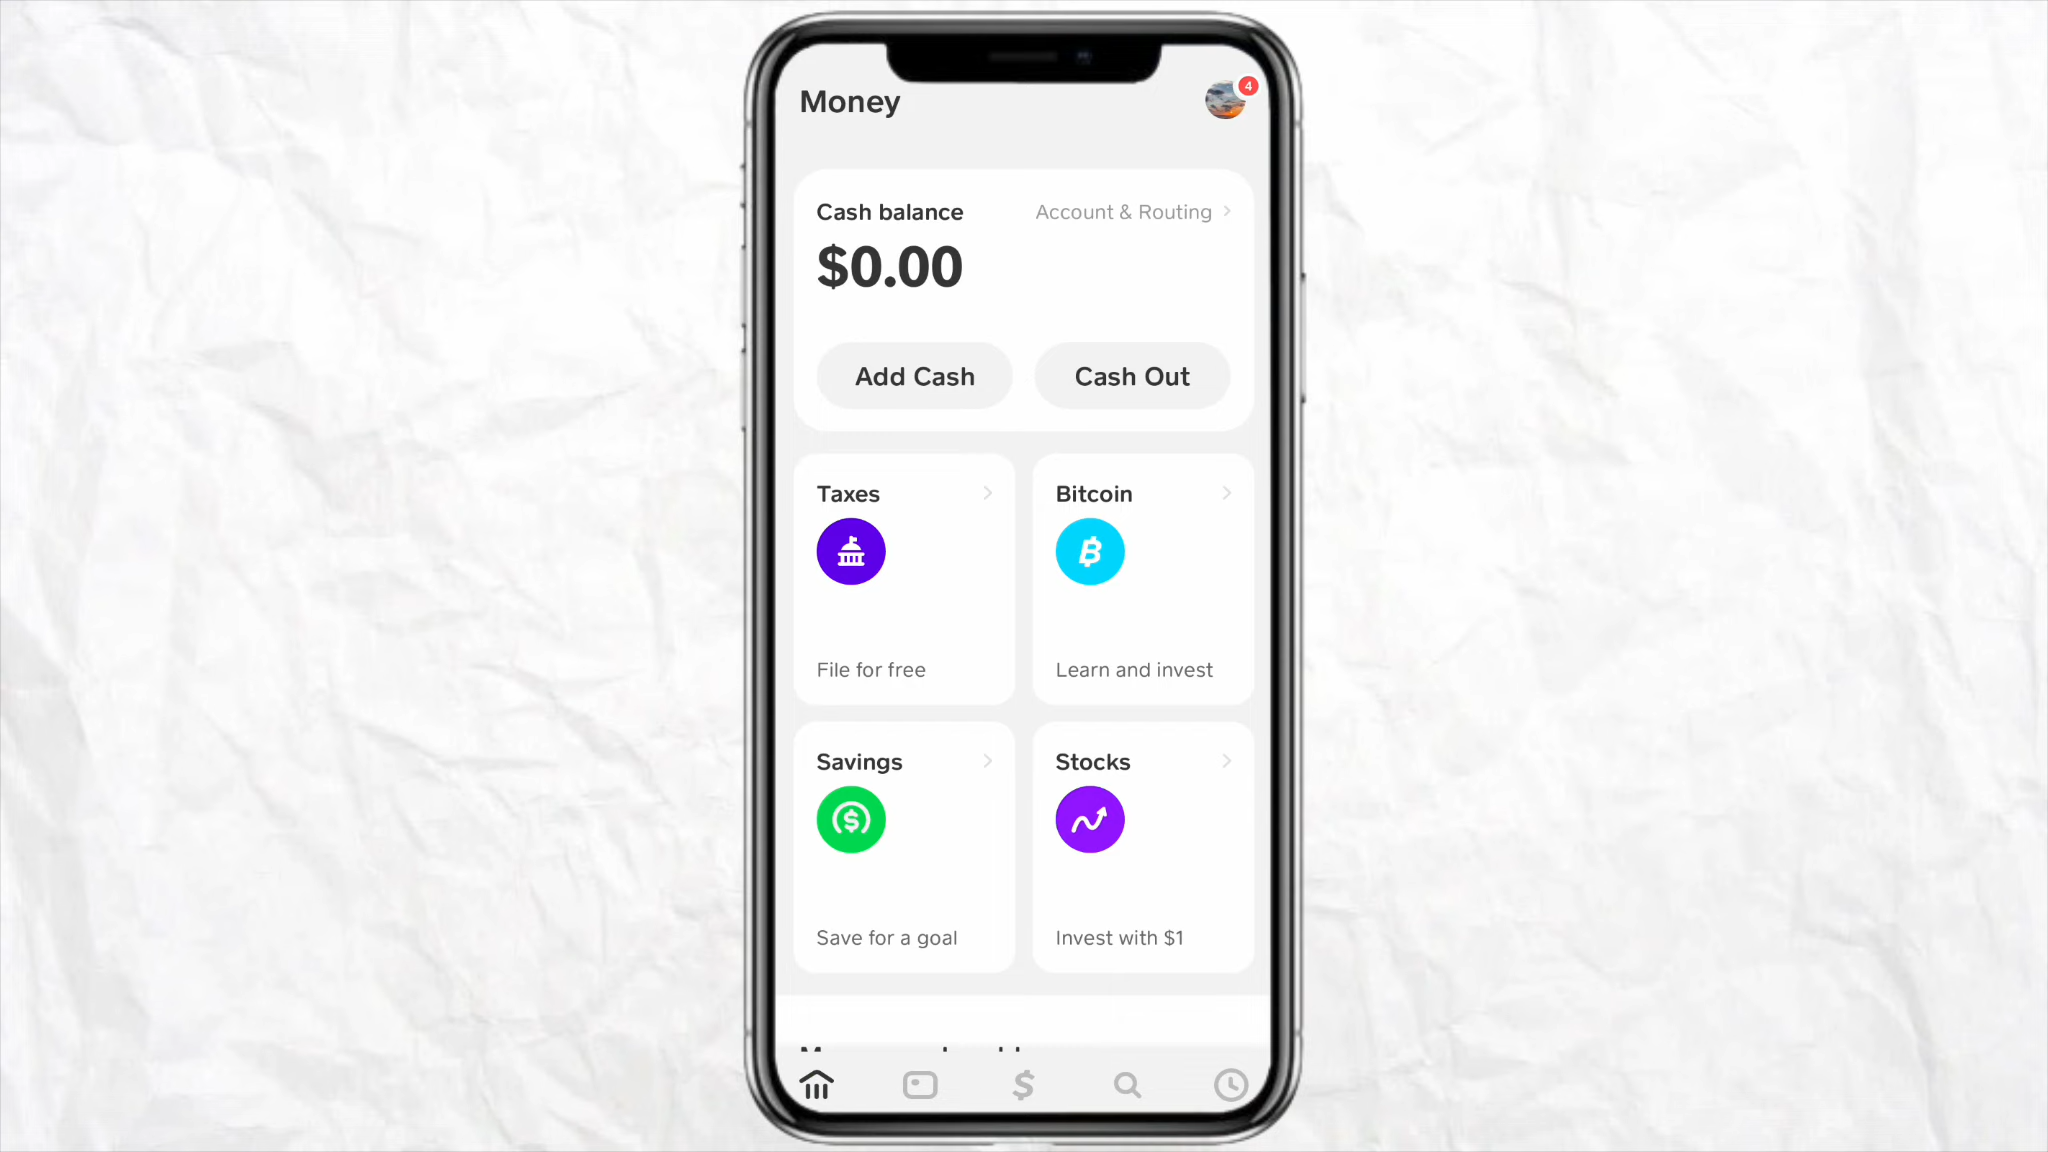 Money
4
Cash balance
Account & Routing
$0.00
Add Cash
Cash Out
Taxes
Bitcoin
File for free
Learn and invest
Savings
Stocks
Save for a goal
Invest with $1